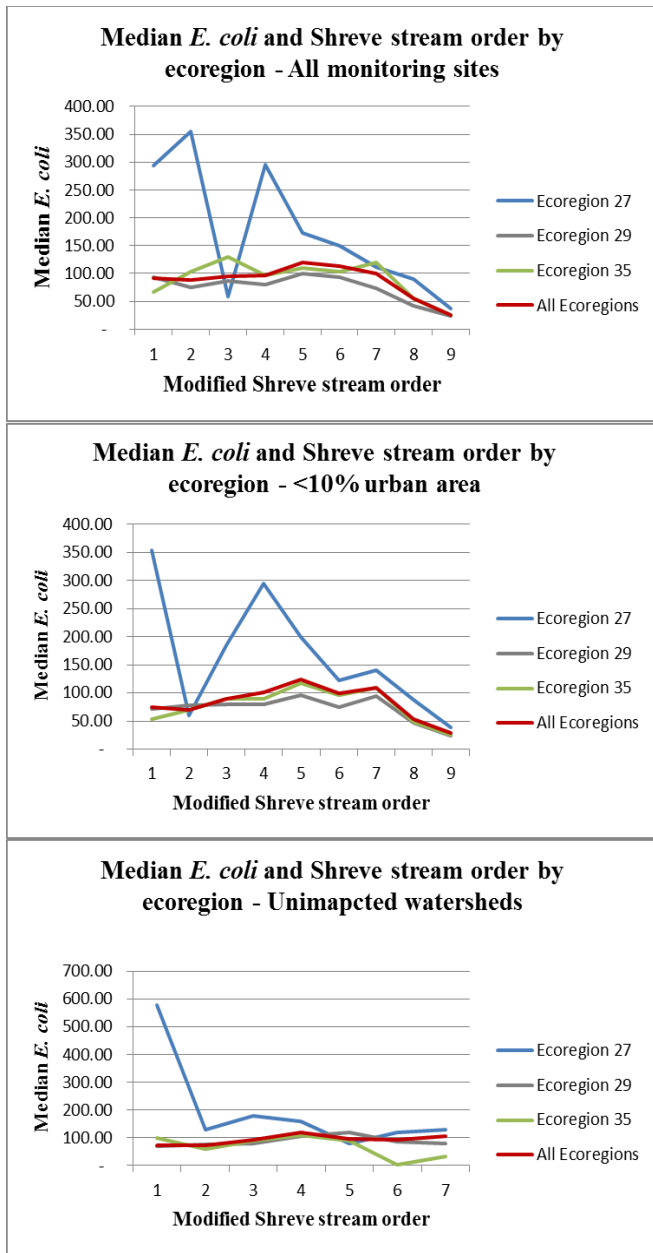 Median E. coli and Shreve stream order by
ecoregion - All monitoring sites
400.00
350.00
300.00
250.00
200.00
150.00
100.00
50.00
-
Median E. coli
1 2 3 4 5 6 7 8 9
Modified Shreve stream order
Ecoregion 27
Ecoregion 29
Ecoregion 35
All Ecoregions
Median E. coli and Shreve stream order by
ecoregion - <10% urban area
400.00
350.00
300.00
250.00
200.00
150.00
100.00
50.00
-
Median E. coli
1 2 3 4 5 6 7 8 9
Modified Shreve stream order
Ecoregion 27
Ecoregion 29
Ecoregion 35
All Ecoregions
Median E. coli and Shreve stream order by
ecoregion - Unimapcted watersheds
700.00
600.00
500.00
400.00
300.00
200.00
100.00
-
Median E. coli
1 2 3 4 5 6 7
Modified Shreve stream order
Ecoregion 27
Ecoregion 29
Ecoregion 35
All Ecoregions